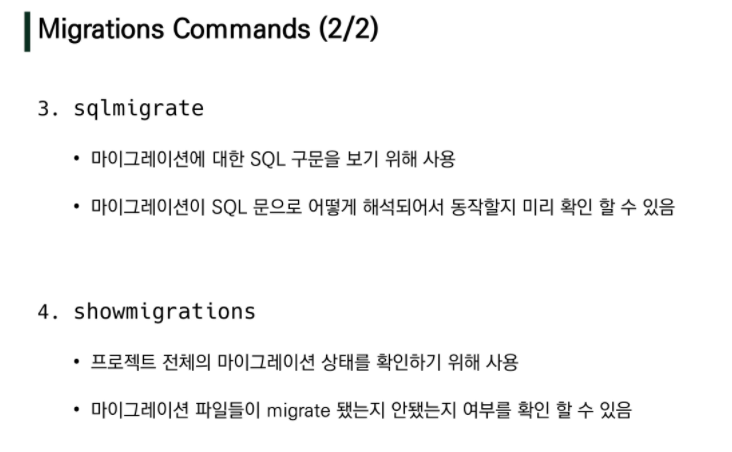 Migrations Commands (2/2)
3. sqlmigrate
• 마이그레이션에 대한 SQL 구문을 보기 위해 사용
• 마이그레이션이 SQL 문으로 어떻게 해석되어서 동작할지 미리 확인 할 수 있음
4. showmigrations
• 프로젝트 전체의 마이그레이션 상태를 확인하기 위해 사용
• 마이그레이션 파일들이 migrate 됐는지 안됐는지 여부를 확인 할 수 있음